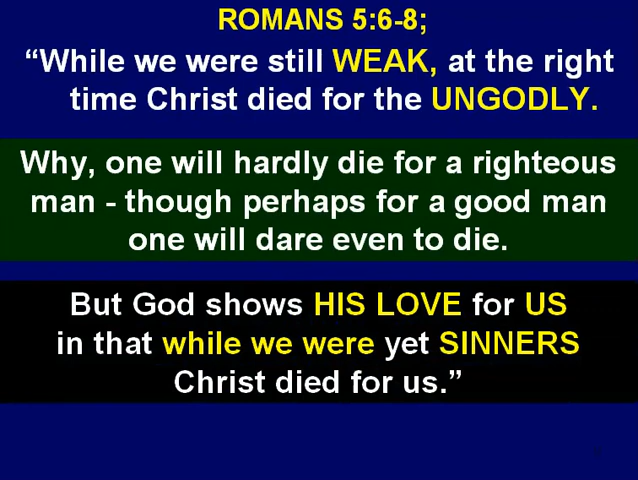 ROMANS 5:6-8;
“While we were still WEAK, at the right
time Christ died for the UNGODLY.
Why, one will hardly die for a righteous
man - though perhaps for a good man
one will dare even to die.
But God shows HIS LOVE for US
in that while we were yet SINNERS
Christ died for us.”